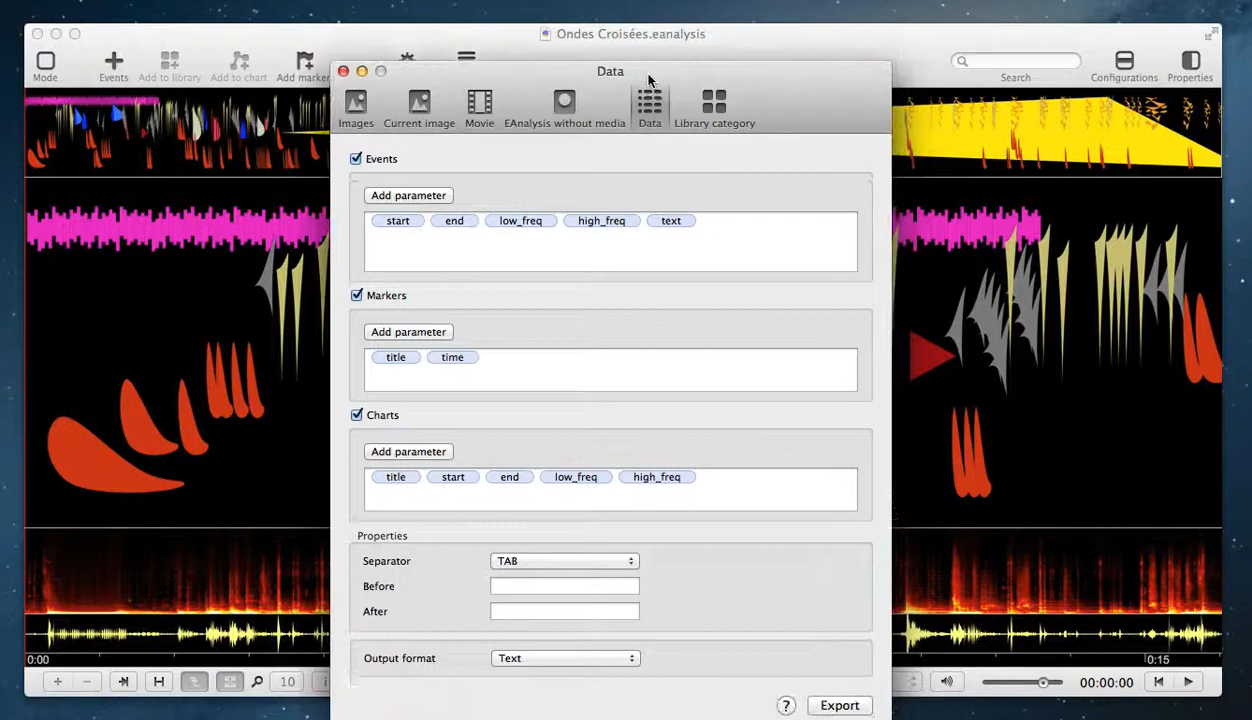 Ondes Croisées.eanalysis
Mode
Events
Add to library
Add to chart
Add marker
Search
Configurations
Properties
Data
Images
Current image
Movie
EAnalysis without media
Data
Library category
Events
Add parameter
start end low_freq high_freq text
Markers
Add parameter
title time
Charts
Add parameter
title start end low_freq high_freq
Properties
Separator TAB
Before
After
Output format Text
? Export
0:00
0:15
10
00:00:00